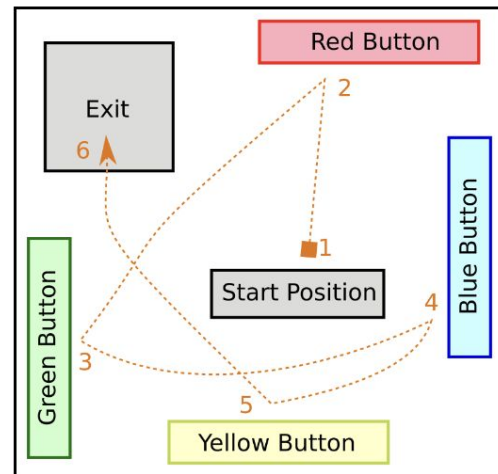 Red Button
2
Exit
6
1
Blue Button
Start Position
4
Green Button
3
5
Yellow Button